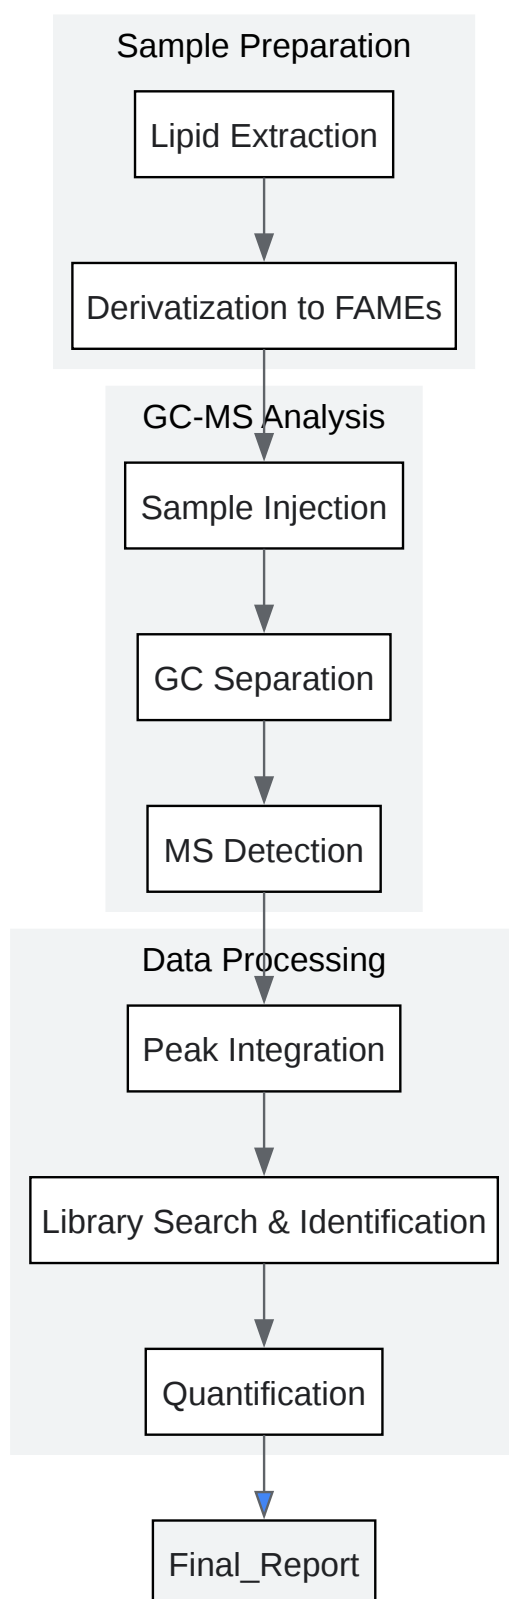 Sample Preparation
Lipid Extraction
Derivatization to FAMEs
GC-MS Analysis
Sample Injection
GC Separation
MS Detection
Data Processing
Peak Integration
Library Search & Identification
Quantification
Final_Report